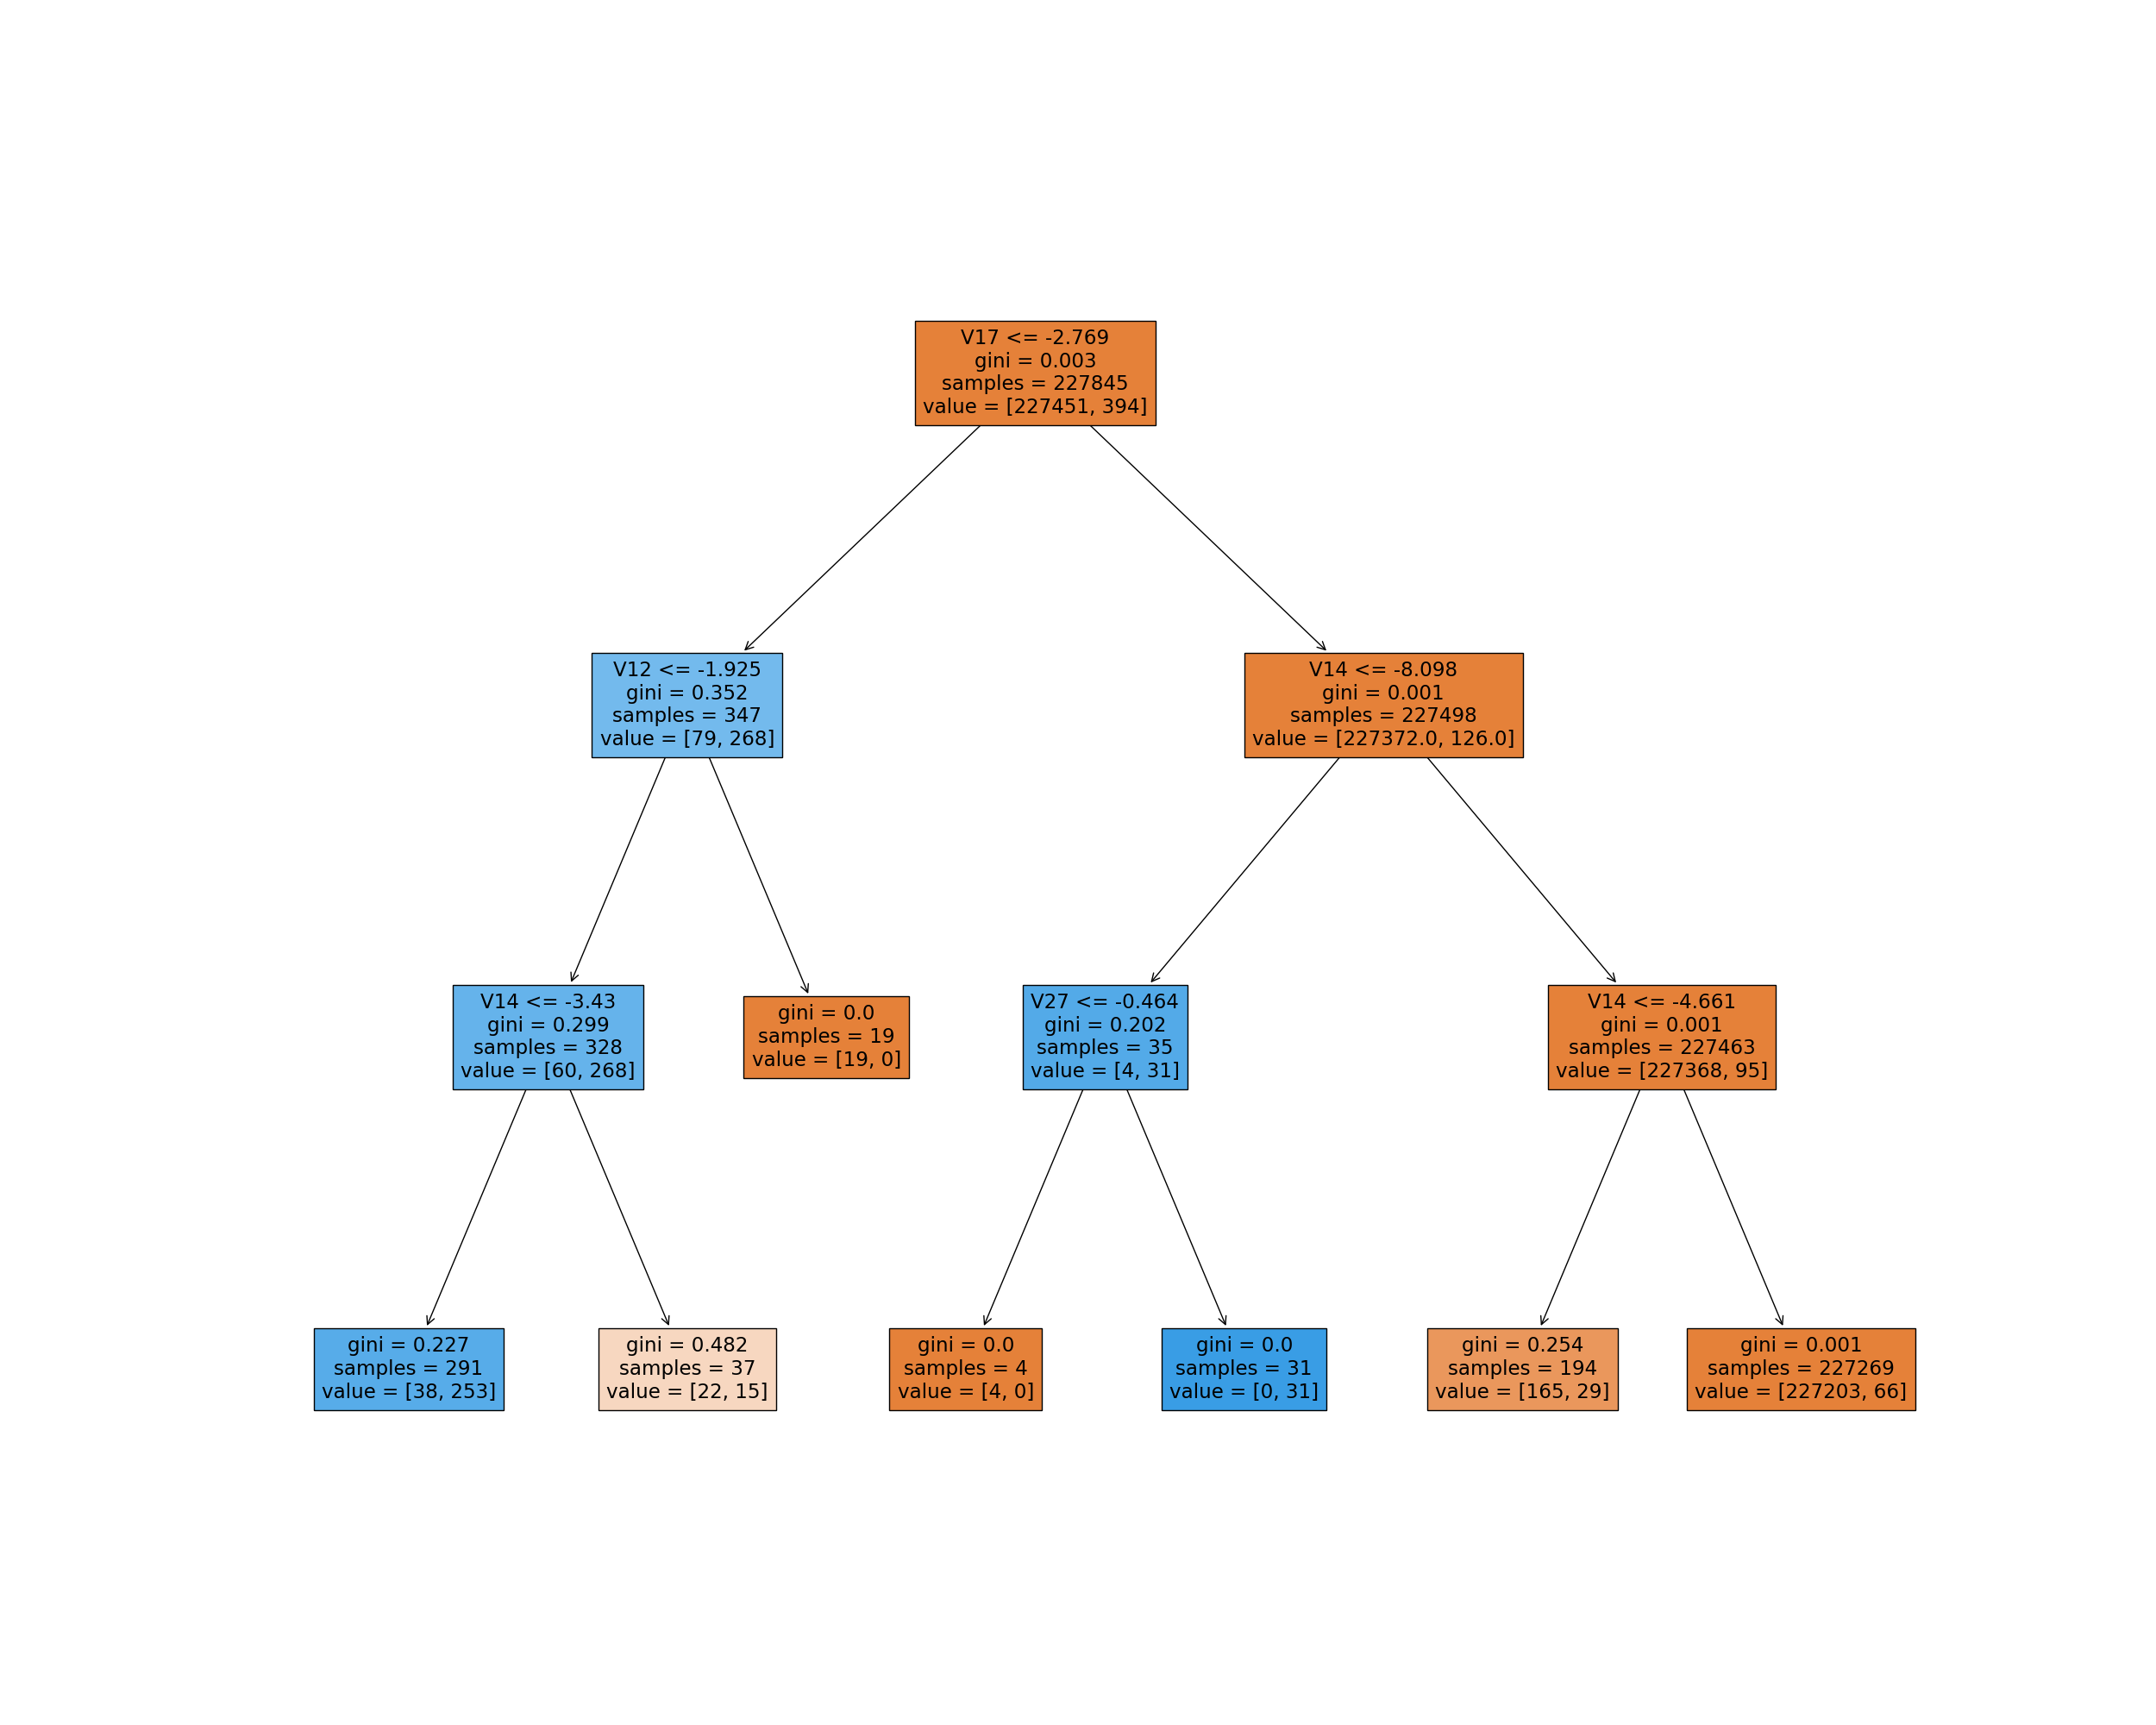 V17 <= -2.769
gini = 0.003
samples = 227845
value = [227451, 394]
V12 <= -1.925
gini = 0.352
samples = 347
value = [79, 268]
V14 <= -8.098
gini = 0.001
samples = 227498
value = [227372.0, 126.0]
V14 <= -3.43
gini = 0.299
samples = 328
value = [60, 268]
gini = 0.0
samples = 19
value = [19, 0]
V27 <= -0.464
gini = 0.202
samples = 35
value = [4, 31]
V14 <= -4.661
gini = 0.001
samples = 227463
value = [227368, 95]
gini = 0.227
samples = 291
value = [38, 253]
gini = 0.482
samples = 37
value = [22, 15]
gini = 0.0
samples = 4
value = [4, 0]
gini = 0.0
samples = 31
value = [0, 31]
gini = 0.254
samples = 194
value = [165, 29]
gini = 0.001
samples = 227269
value = [227203, 66]